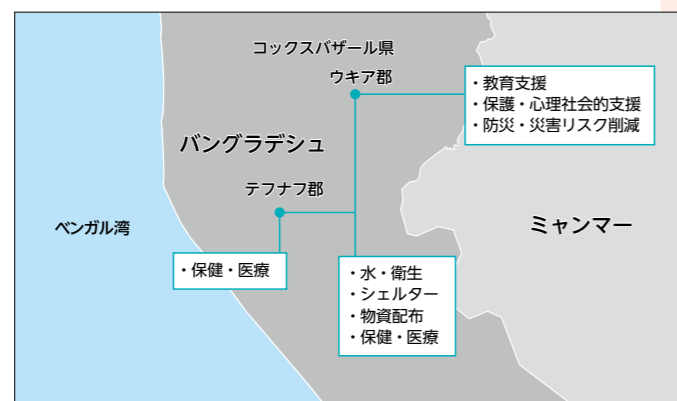 コックスバザール県
ウキア郡
・教育支援
・保護・心理社会的支援
・防災・災害リスク削減
バングラデシュ
テフナフ郡
ベンガル湾
ミャンマー
・保健・医療
・水・衛生
・シェルター
・物資配布
・保健・医療